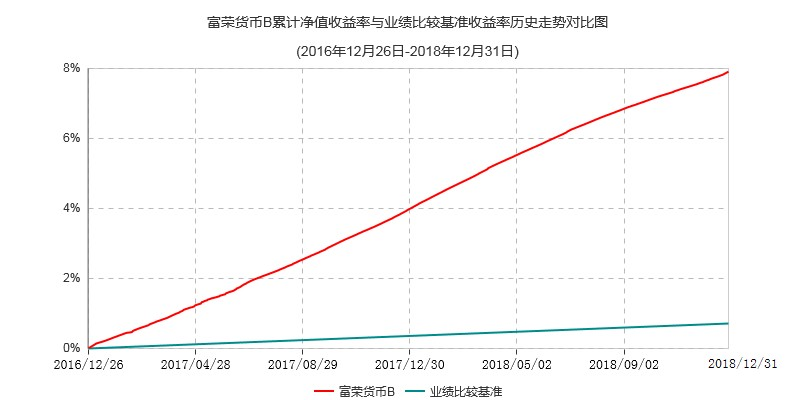 富荣货币B累计净值收益率与业绩比较基准收益率历史走势对比图
(2016年12月26日-2018年12月31日)
8%
6%
4%
2%
0%
2016/12/26 2017/04/28 2017/08/29 2017/12/30 2018/05/02 2018/09/02 2018/12/31
富荣货币B 业绩比较基准